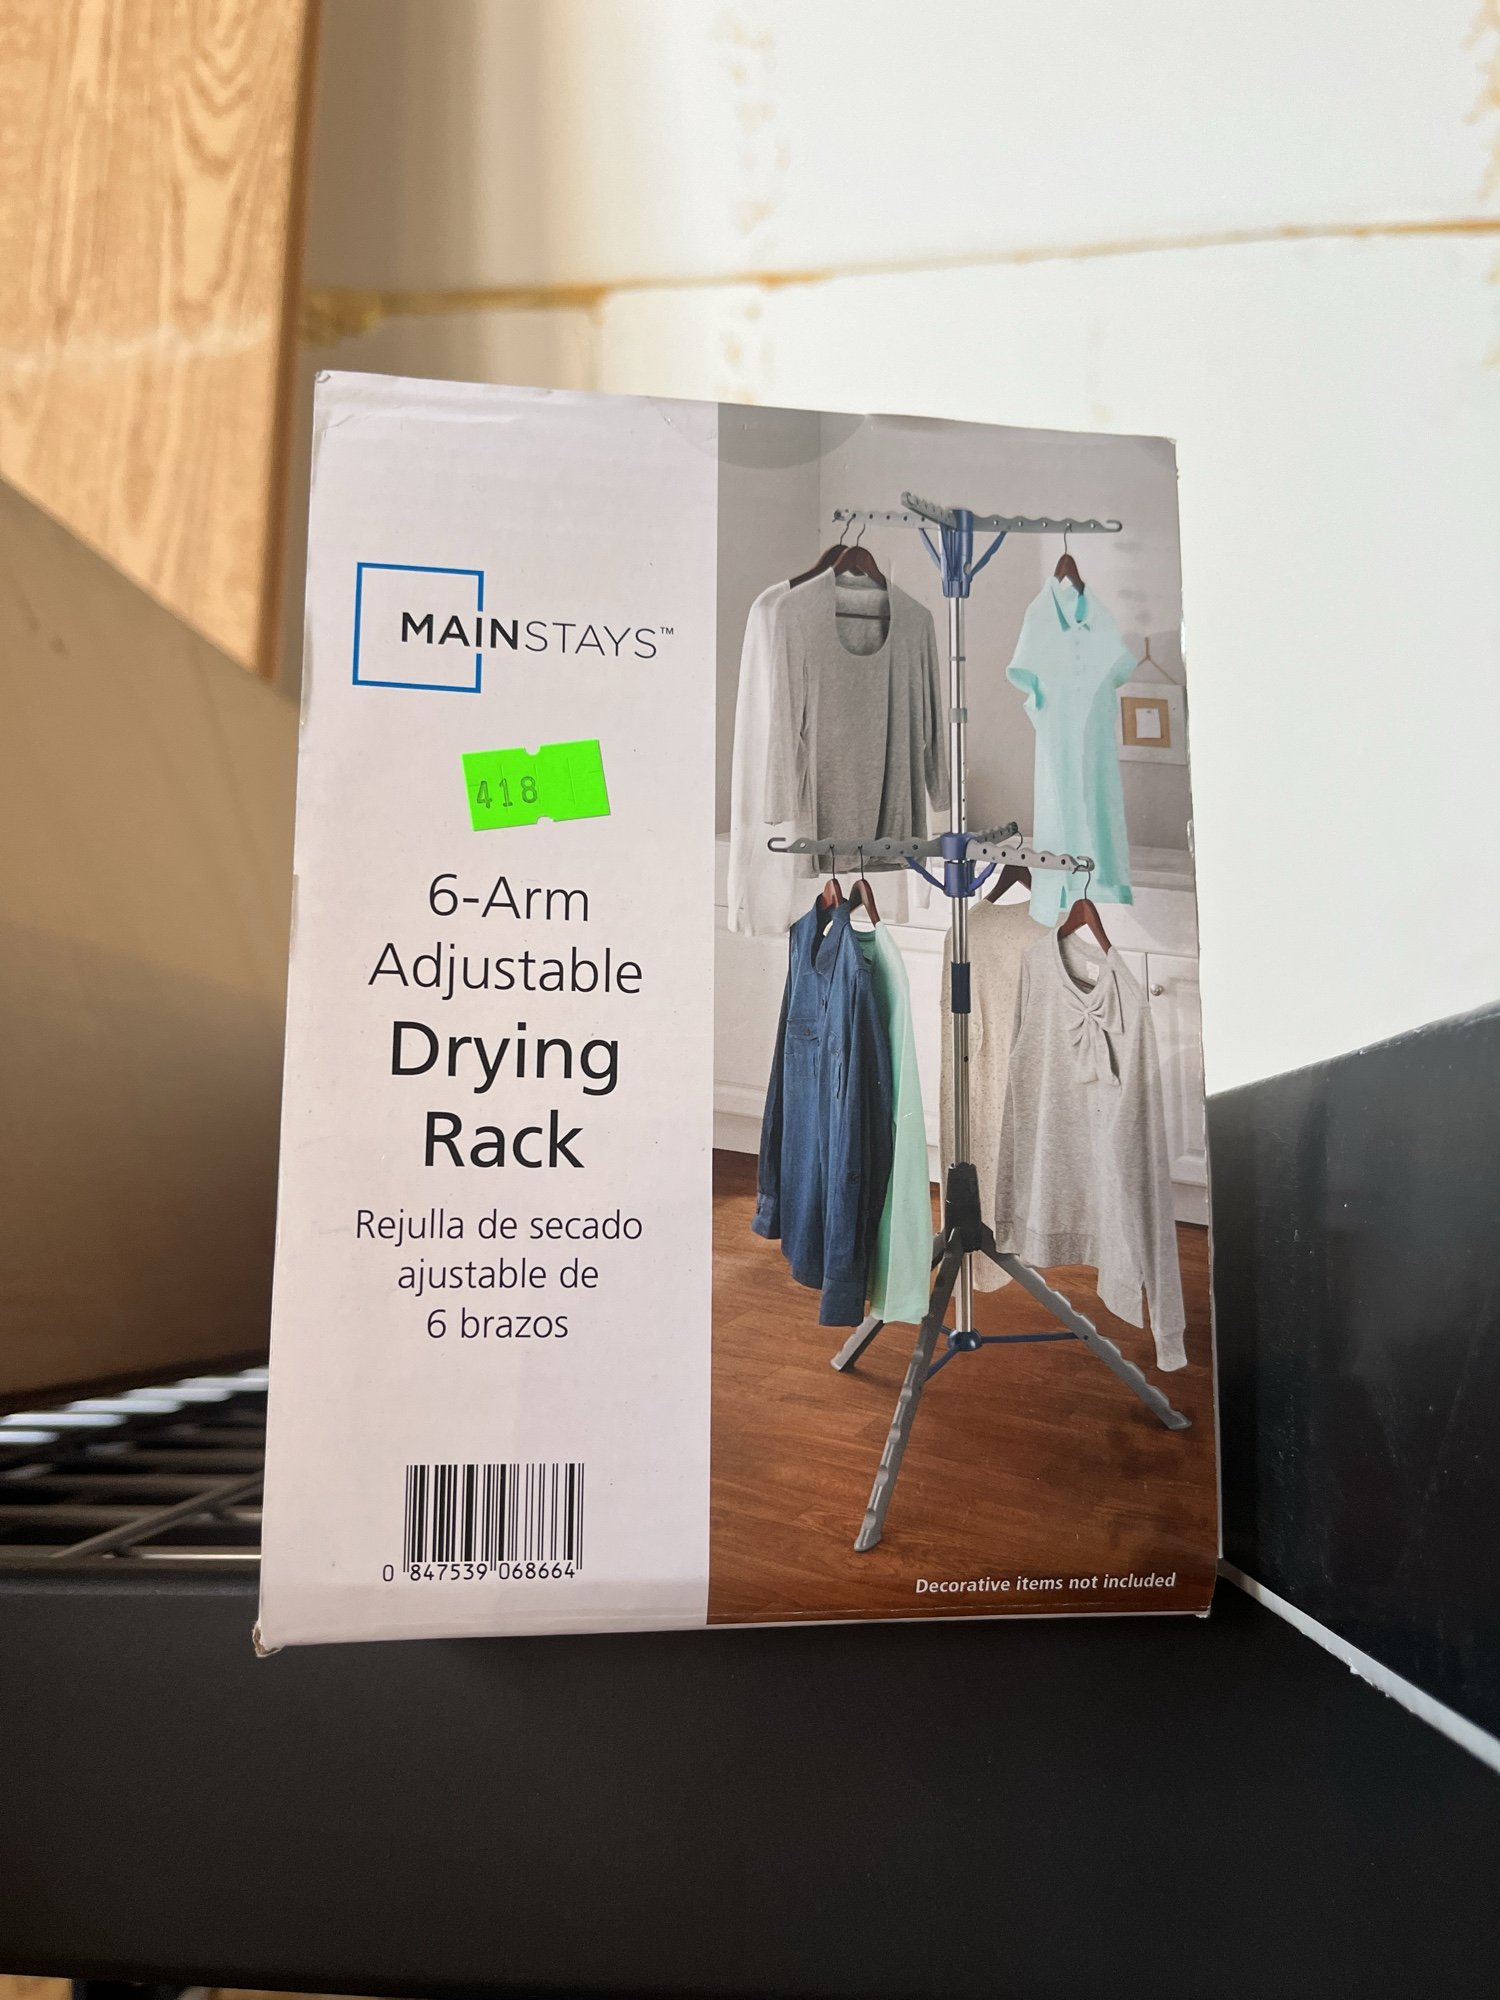 MAINSTAYS™
418
6-Arm
Adjustable
Drying
Rack
Rejulla de secado
ajustable de
6 brazos
0 847539 068664
Decorative items not included